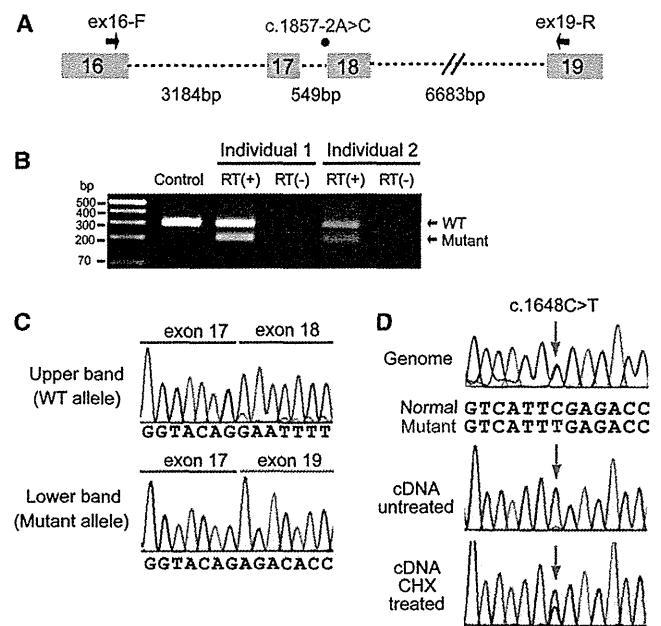 A
ex16-F
c.1857-2A>C
ex19-R
16
17
18
19
3184bp
549bp
6683bp
B
Individual 1
Individual 2
bp
Control
RT(+)
RT(-)
RT(+)
RT(-)
500
400
300
200
70
WT
Mutant
C
exon 17
exon 18
Upper band
(WT allele)
GGTACAGGAATTTT
exon 17
exon 19
Lower band
(Mutant allele)
GGTACAGAGACACC
D
c.1648C>T
Genome
Normal GTCATTCGAGACC
Mutant GTCATTTGAGACC
cDNA
untreated
cDNA
CHX
treated